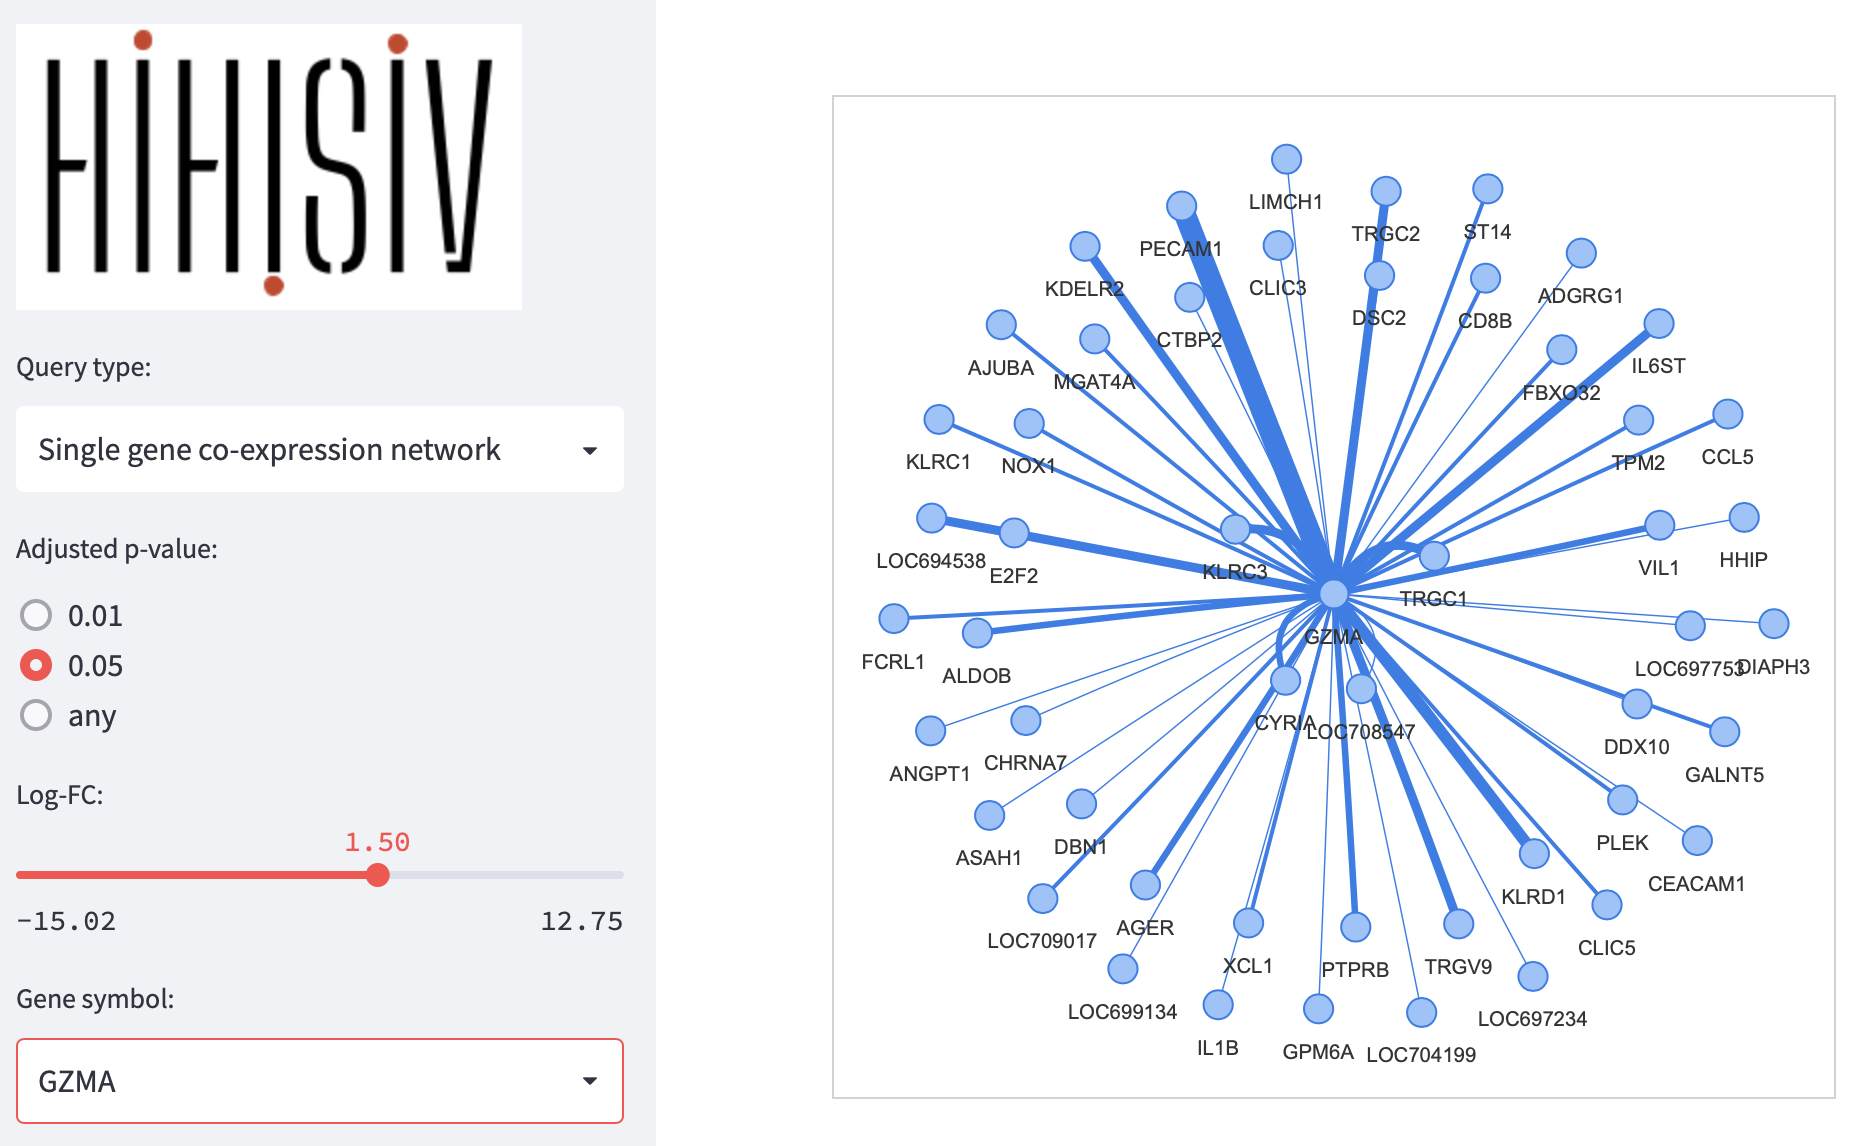 HIHISIV
Query type:
Single gene co-expression network
Adjusted p-value:
0.01
0.05
any
Log-FC:
1.50
−15.02 12.75
Gene symbol:
GZMA
LIMCH1
TRGC2
ST14
PECAM1
KDELR2
CLIC3
ADGRG1
DSC2
CD8B
CTBP2
AJUBA
MGAT4A
IL6ST
FBXO32
KLRC1
NOX1
TPM2
CCL5
LOC694538
E2F2
KLRC3
VIL1
HHIP
TRGC1
GZMA
FCRL1
ALDOB
LOC697753
DIAPH3
CYRIA
LOC708547
DDX10
GALNT5
ANGPT1
CHRNA7
ASAH1
DBN1
PLEK
CEACAM1
KLRD1
LOC709017
AGER
CLIC5
XCL1
PTPRB
TRGV9
LOC699134
LOC697234
IL1B
GPM6A
LOC704199